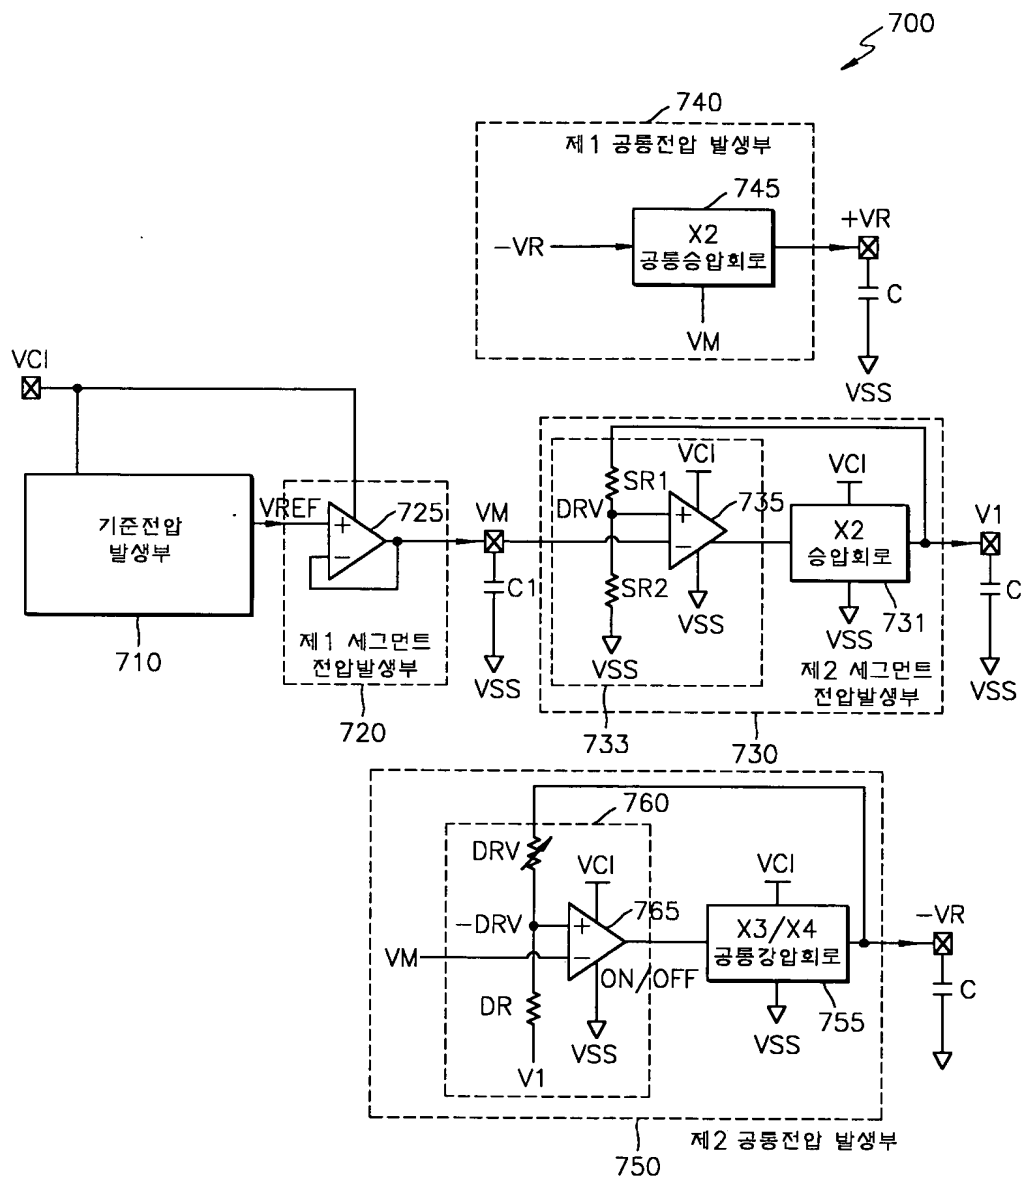 700
740
제1 공통전압 발생부
745
-VR
X2
공통승압회로
+VR
C
VM
VSS
VCI
기준전압
발생부
710
VREF
+
-
725
제1 세그먼트
전압발생부
720
VM
C1
VSS
SR1
DRV
SR2
VSS
VCI
735
+
-
VSS
733
VCI
X2
승압회로
VSS
731
제2 세그먼트
전압발생부
730
V1
C
VSS
760
DRV
-DRV
VM
DR
V1
VCI
765
+
-
ON/OFF
VSS
VCI
X3/X4
공통강압회로
VSS
755
-VR
C
750
제2 공통전압 발생부